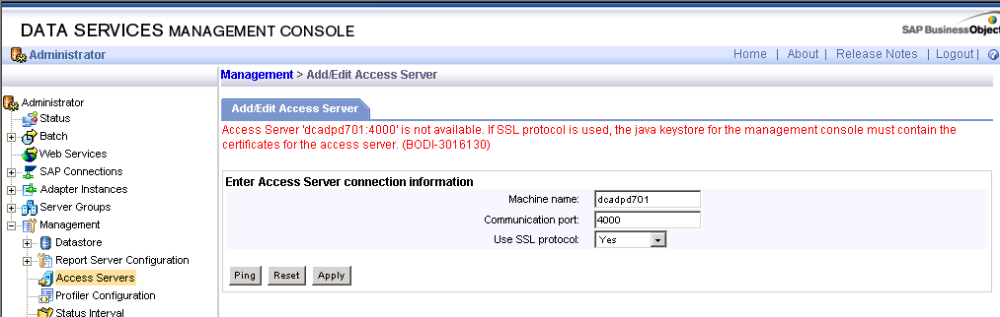 DATA SERVICES MANAGEMENT CONSOLE
SAP BusinessObject
Administrator
Home | About | Release Notes | Logout |
Management > Add/Edit Access Server
Administrator
Status
Batch
Web Services
SAP Connections
Adapter Instances
Server Groups
Management
Datastore
Report Server Configuration
Access Servers
Profiler Configuration
Status Interval
Add/Edit Access Server
Access Server 'dcadpd701:4000' is not available. If SSL protocol is used, the java keystore for the management console must contain the
certificates for the access server. (BODI-3016130)
Enter Access Server connection information
Machine name: dcadpd701
Communication port: 4000
Use SSL protocol: Yes
Ping Reset Apply